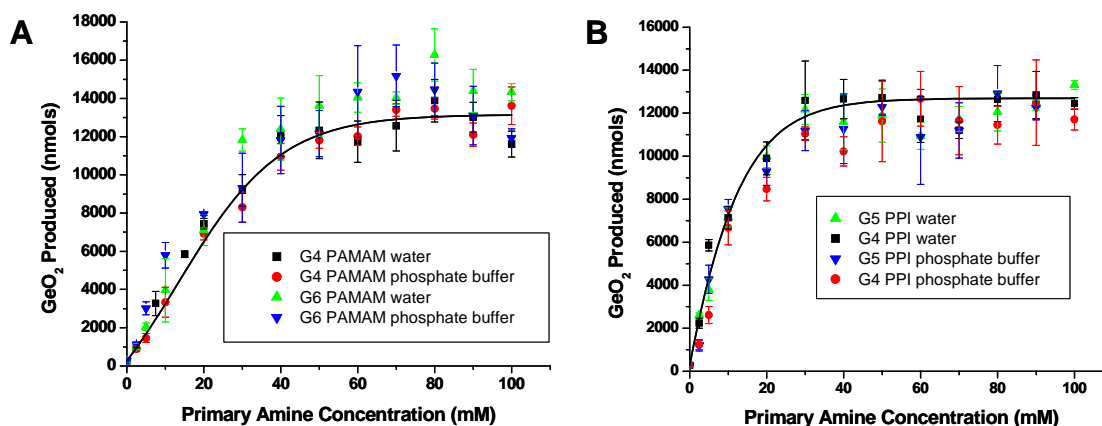 A
GeO2 Produced (nmols)
18000
16000
14000
12000
10000
8000
6000
4000
2000
0
0 20 40 60 80 100
Primary Amine Concentration (mM)
G4 PAMAM water
G4 PAMAM phosphate buffer
G6 PAMAM water
G6 PAMAM phosphate buffer
B
GeO2 Produced (nmols)
16000
14000
12000
10000
8000
6000
4000
2000
0
0 20 40 60 80 100
Primary Amine Concentration (mM)
G5 PPI water
G4 PPI water
G5 PPI phosphate buffer
G4 PPI phosphate buffer